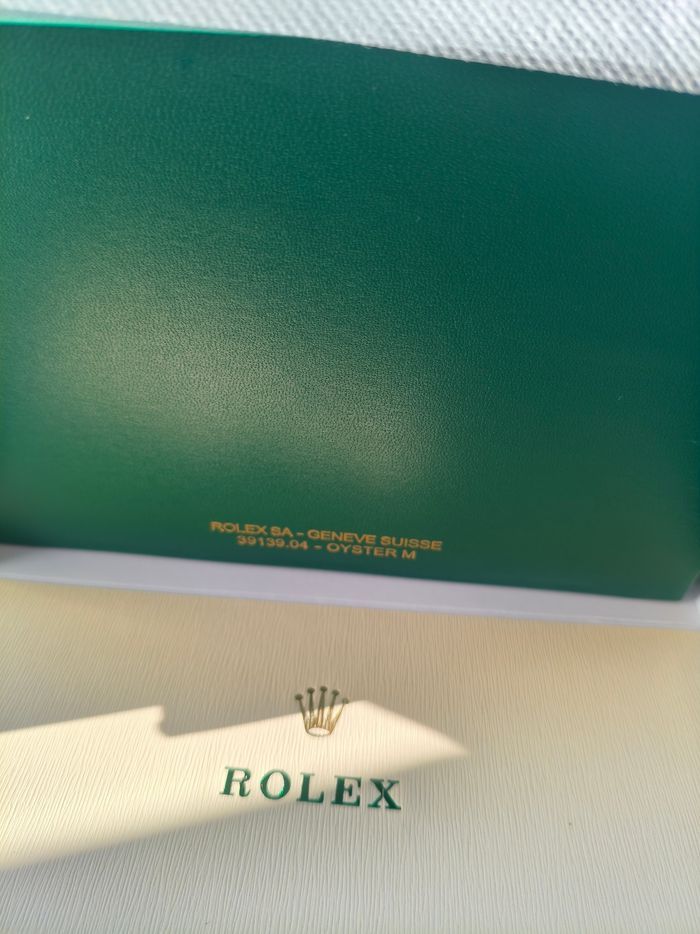 ROLEX SA - GENEVE SUISSE
39139.04 - OYSTER M
ROLEX